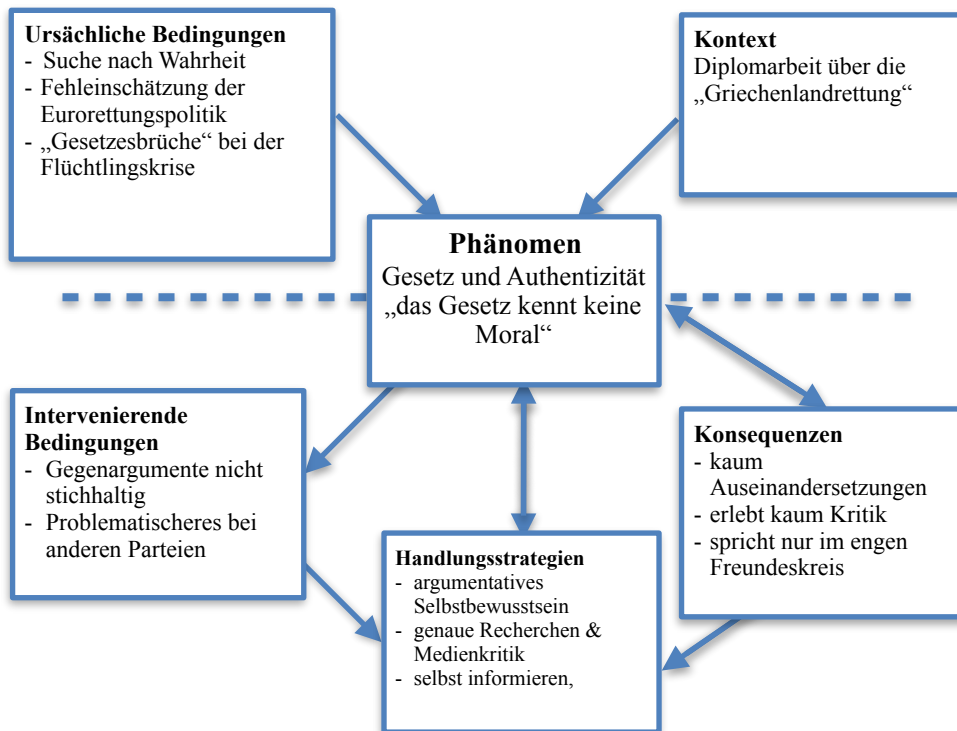 Ursächliche Bedingungen
- Suche nach Wahrheit
- Fehleinschätzung der
Eurorettungspolitik
- „Gesetzesbrüche“ bei der
Flüchtlingskrise
Kontext
Diplomarbeit über die
„Griechenlandrettung“
Phänomen
Gesetz und Authentizität
„das Gesetz kennt keine
Moral“
Intervenierende
Bedingungen
- Gegenargumente nicht
stichhaltig
- Problematischeres bei
anderen Parteien
Konsequenzen
- kaum
Auseinandersetzungen
- erlebt kaum Kritik
- spricht nur im engen
Freundeskreis
Handlungsstrategien
- argumentatives
Selbstbewusstsein
- genaue Recherchen &
Medienkritik
- selbst informieren,